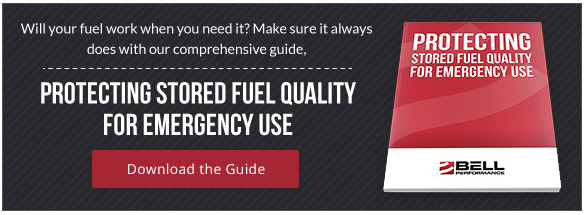 Will your fuel work when you need it? Make sure it always
does with our comprehensive guide,
PROTECTING STORED FUEL QUALITY
FOR EMERGENCY USE
Download the Guide
PROTECTING
STORED FUEL QUALITY
FOR EMERGENCY USE
BELL
PERFORMANCE